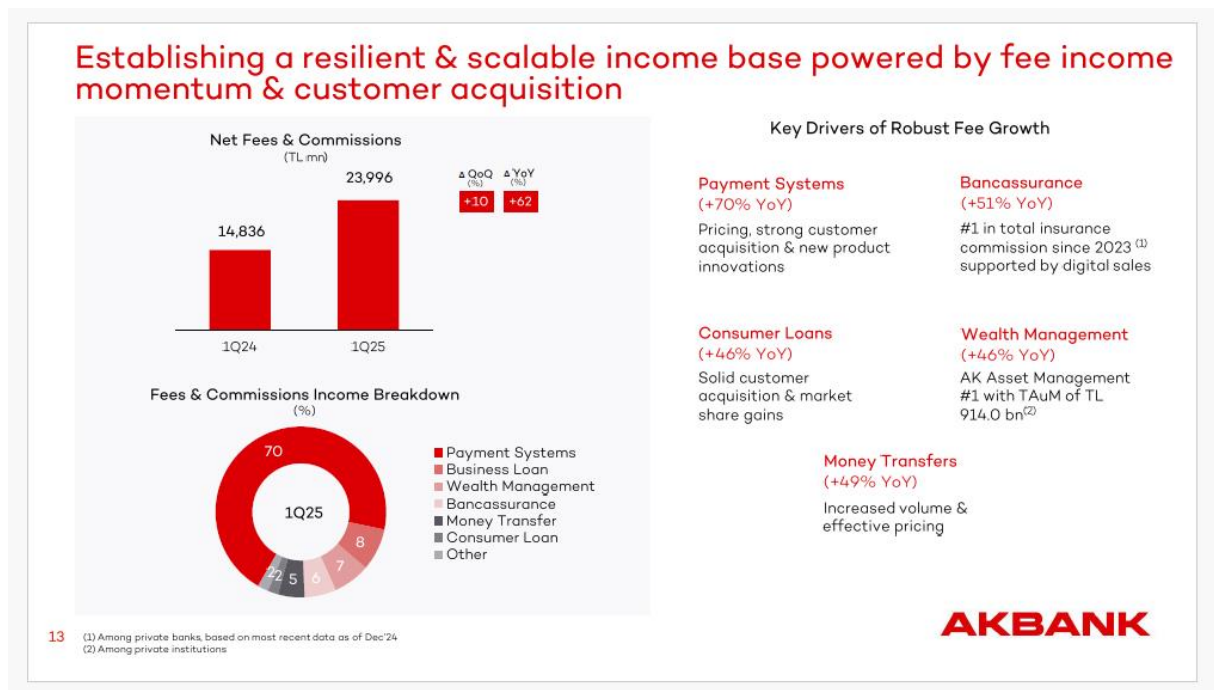 Establishing a resilient & scalable income base powered by fee income
momentum & customer acquisition
Net Fees & Commissions
(TL mn)
Δ QoQ Δ YoY
(%) (%)
+10 +62
14,836
23,996
1Q24
1Q25
Fees & Commissions Income Breakdown
(%)
70
8
7
6
5
2
2
1Q25
Payment Systems
Business Loan
Wealth Management
Bancassurance
Money Transfer
Consumer Loan
Other
Key Drivers of Robust Fee Growth
Payment Systems
(+70% YoY)
Pricing, strong customer
acquisition & new product
innovations
Bancassurance
(+51% YoY)
#1 in total insurance
commission since 2023 (1)
supported by digital sales
Consumer Loans
(+46% YoY)
Solid customer
acquisition & market
share gains
Wealth Management
(+46% YoY)
AK Asset Management
#1 with TAuM of TL
914.0 bn(2)
Money Transfers
(+49% YoY)
Increased volume &
effective pricing
13
(1) Among private banks, based on most recent data as of Dec'24
(2) Among private institutions
AKBANK